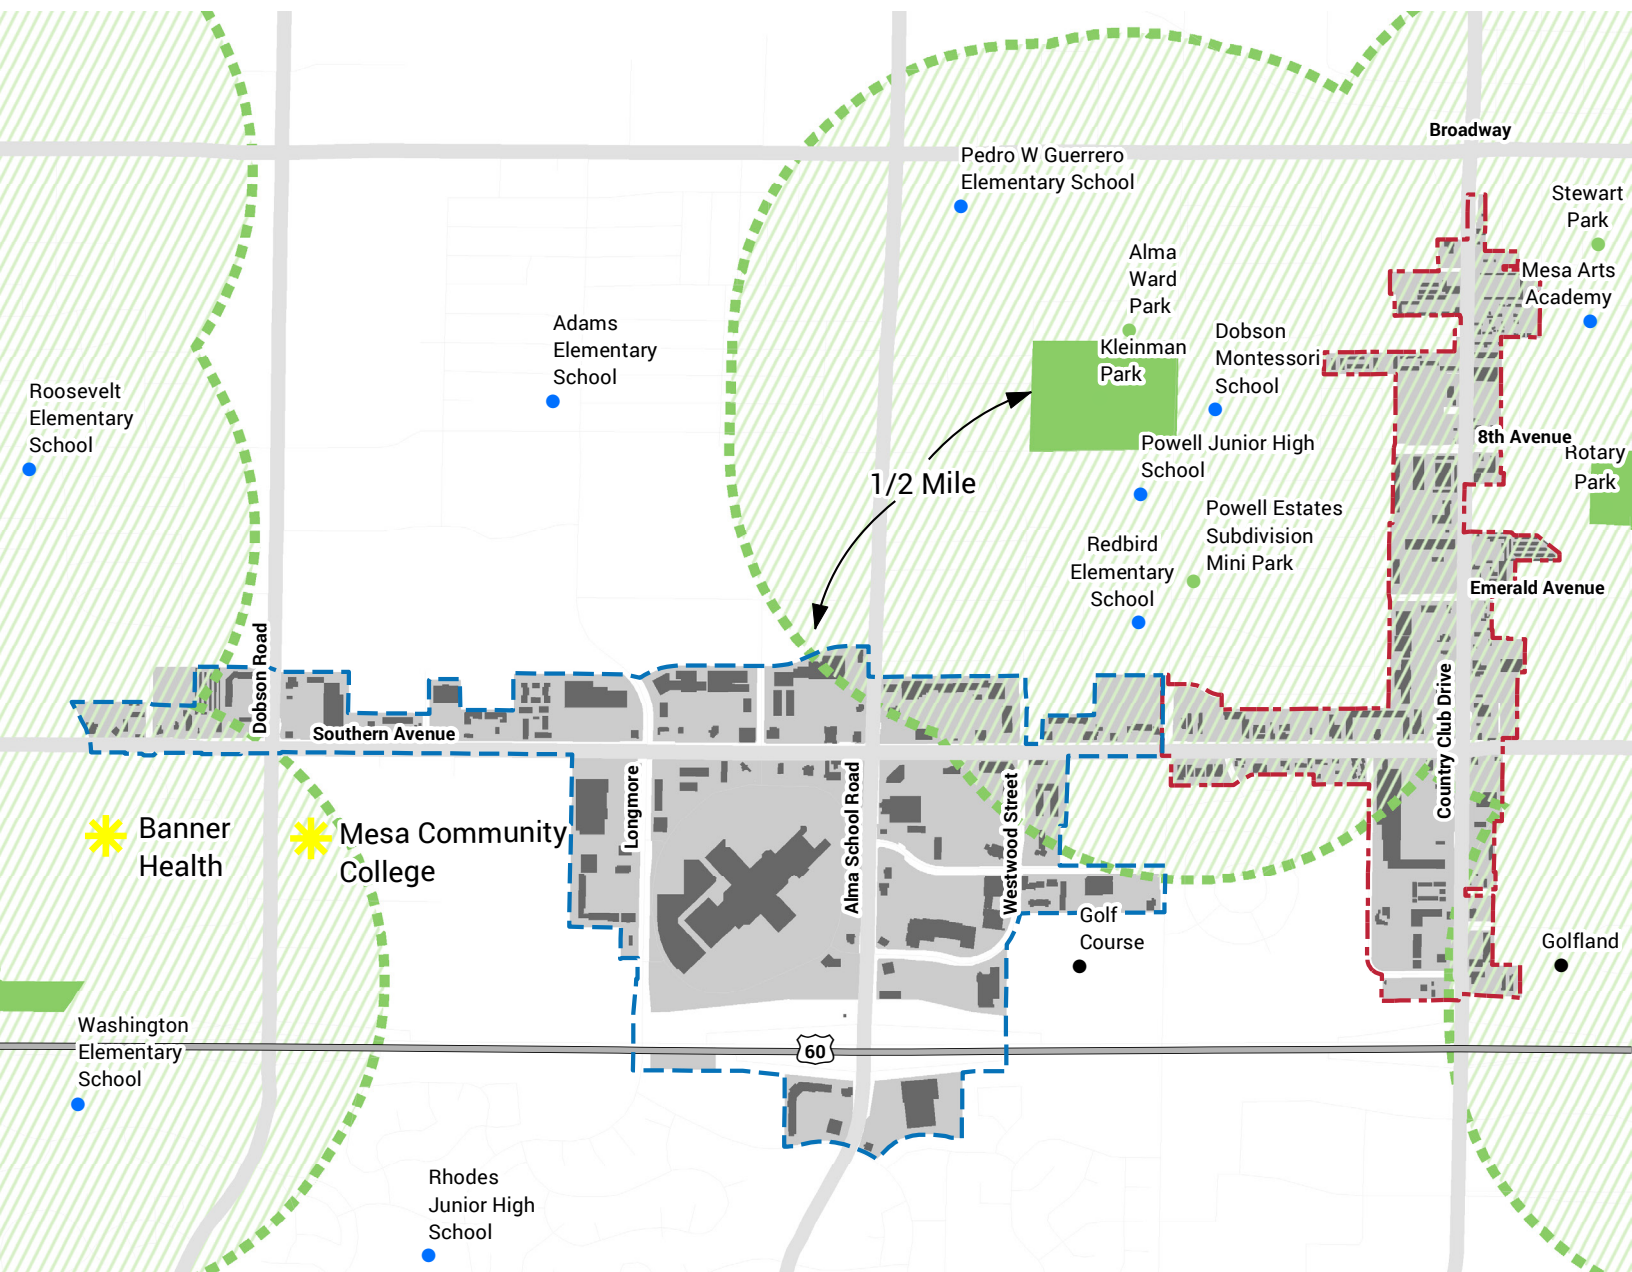 Broadway
Pedro W Guerrero
Elementary School
Stewart
Park
Alma
Ward
Park
Mesa Arts
Academy
Adams
Elementary
School
Dobson
Montessori
School
Kleinman
Park
Roosevelt
Elementary
School
8th Avenue
Rotary
Park
Powell Junior High
School
1/2 Mile
Powell Estates
Subdivision
Mini Park
Redbird
Elementary
School
Emerald Avenue
Dobson Road
Southern Avenue
Country Club Drive
Longmore
Alma School Road
Westwood Street
Banner
Health
Mesa Community
College
Golf
Course
Golfland
Washington
Elementary
School
60
Rhodes
Junior High
School